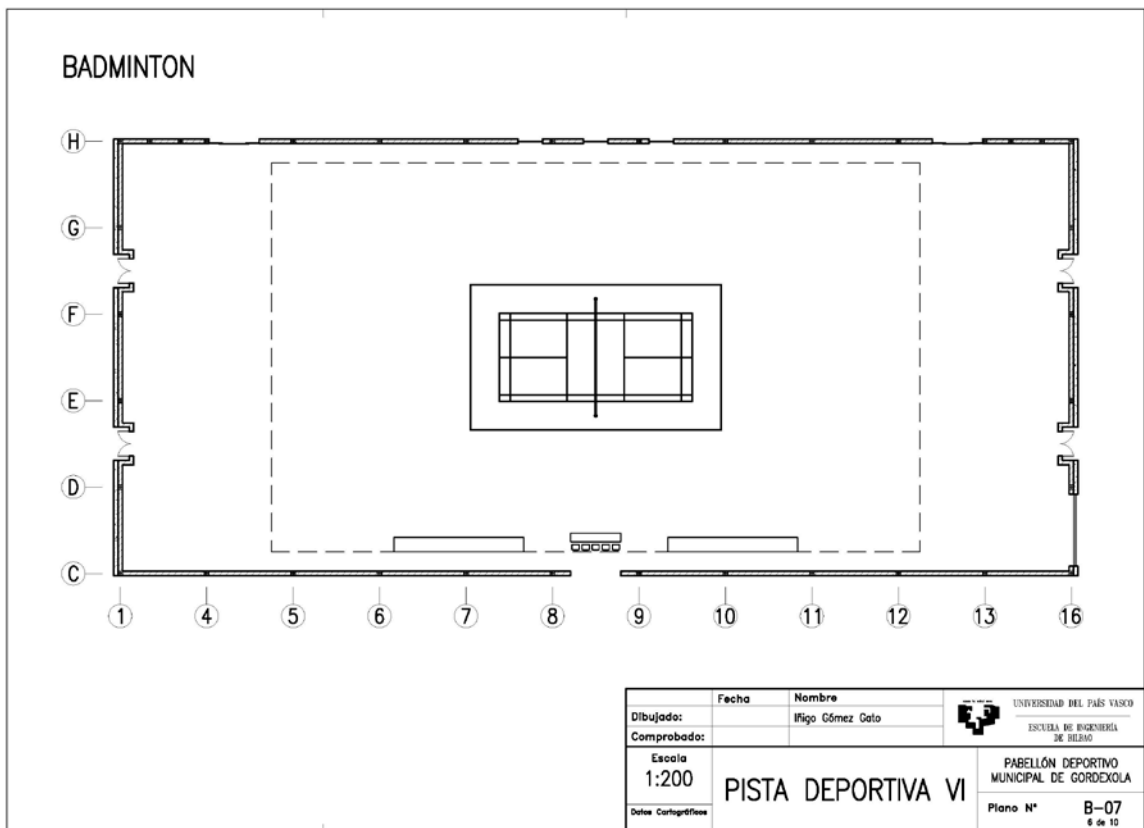 BADMINTON
H
G
F
E
D
C
1 4 5 6 7 8 9 10 11 12 13 16
Fecha Nombre
Dibujado: Iñigo Gómez Gato
Comprobado:
UNIVERSIDAD DEL PAÍS VASCO
ESCUELA DE INGENIERÍA
DE BILBAO
Escala
1:200
Datos Cartográficos
PISTA DEPORTIVA VI
PABELLÓN DEPORTIVO
MUNICIPAL DE GORDEXOLA
Plano Nº B-07
6 de 10